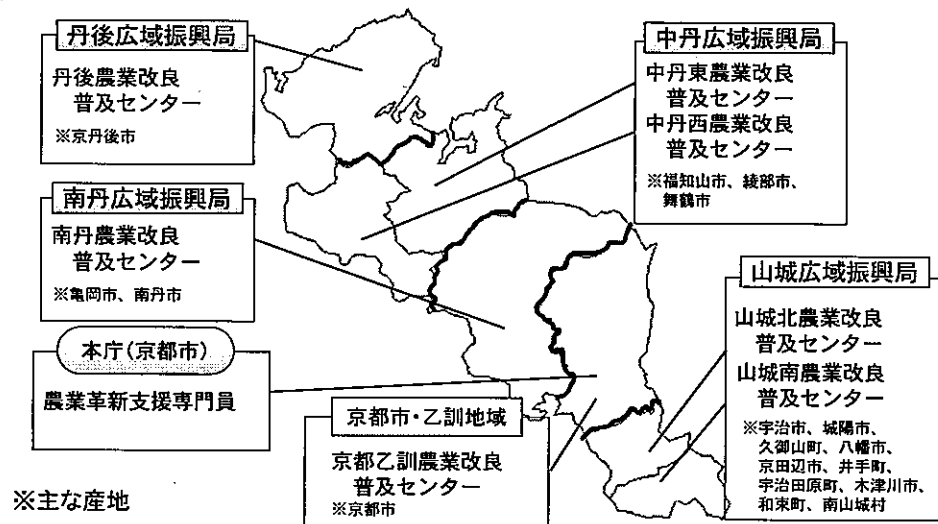 丹後広域振興局
丹後農業改良
普及センター
※京丹後市
南丹広域振興局
南丹農業改良
普及センター
※亀岡市、南丹市
本庁(京都市)
農業革新支援専門員
※主な産地
京都市・乙訓地域
京都乙訓農業改良
普及センター
※京都市
中丹広域振興局
中丹東農業改良
普及センター
中丹西農業改良
普及センター
※福知山市、綾部市、
舞鶴市
山城広域振興局
山城北農業改良
普及センター
山城南農業改良
普及センター
※宇治市、城陽市、
久御山町、八幡市、
京田辺市、井手町、
宇治田原町、木津川市、
和束町、南山城村